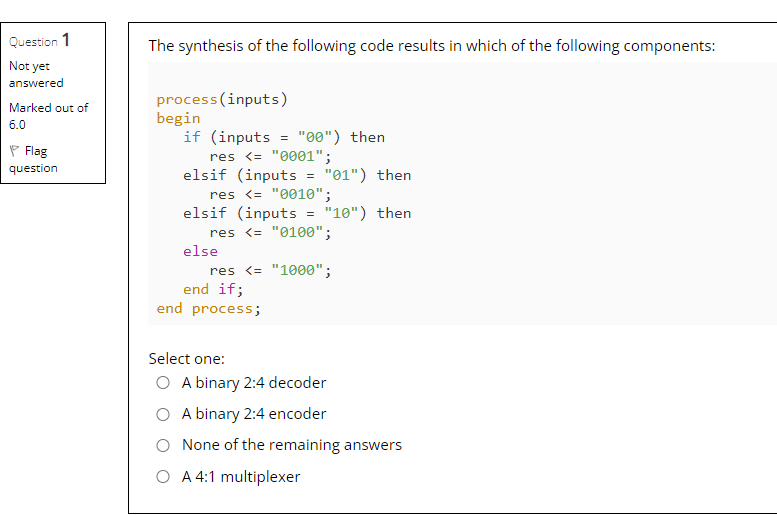 Question 1
Not yet
answered
Marked out of
6.0
Flag
question
The synthesis of the following code results in which of the following components:
process(inputs)
begin
if (inputs = "00") then
res <= "0001";
elsif (inputs = "01") then
res <= "0010";
elsif (inputs = "10") then
res <= "0100";
else
res <= "1000";
end if;
end process;
Select one:
A binary 2:4 decoder
A binary 2:4 encoder
None of the remaining answers
A 4:1 multiplexer